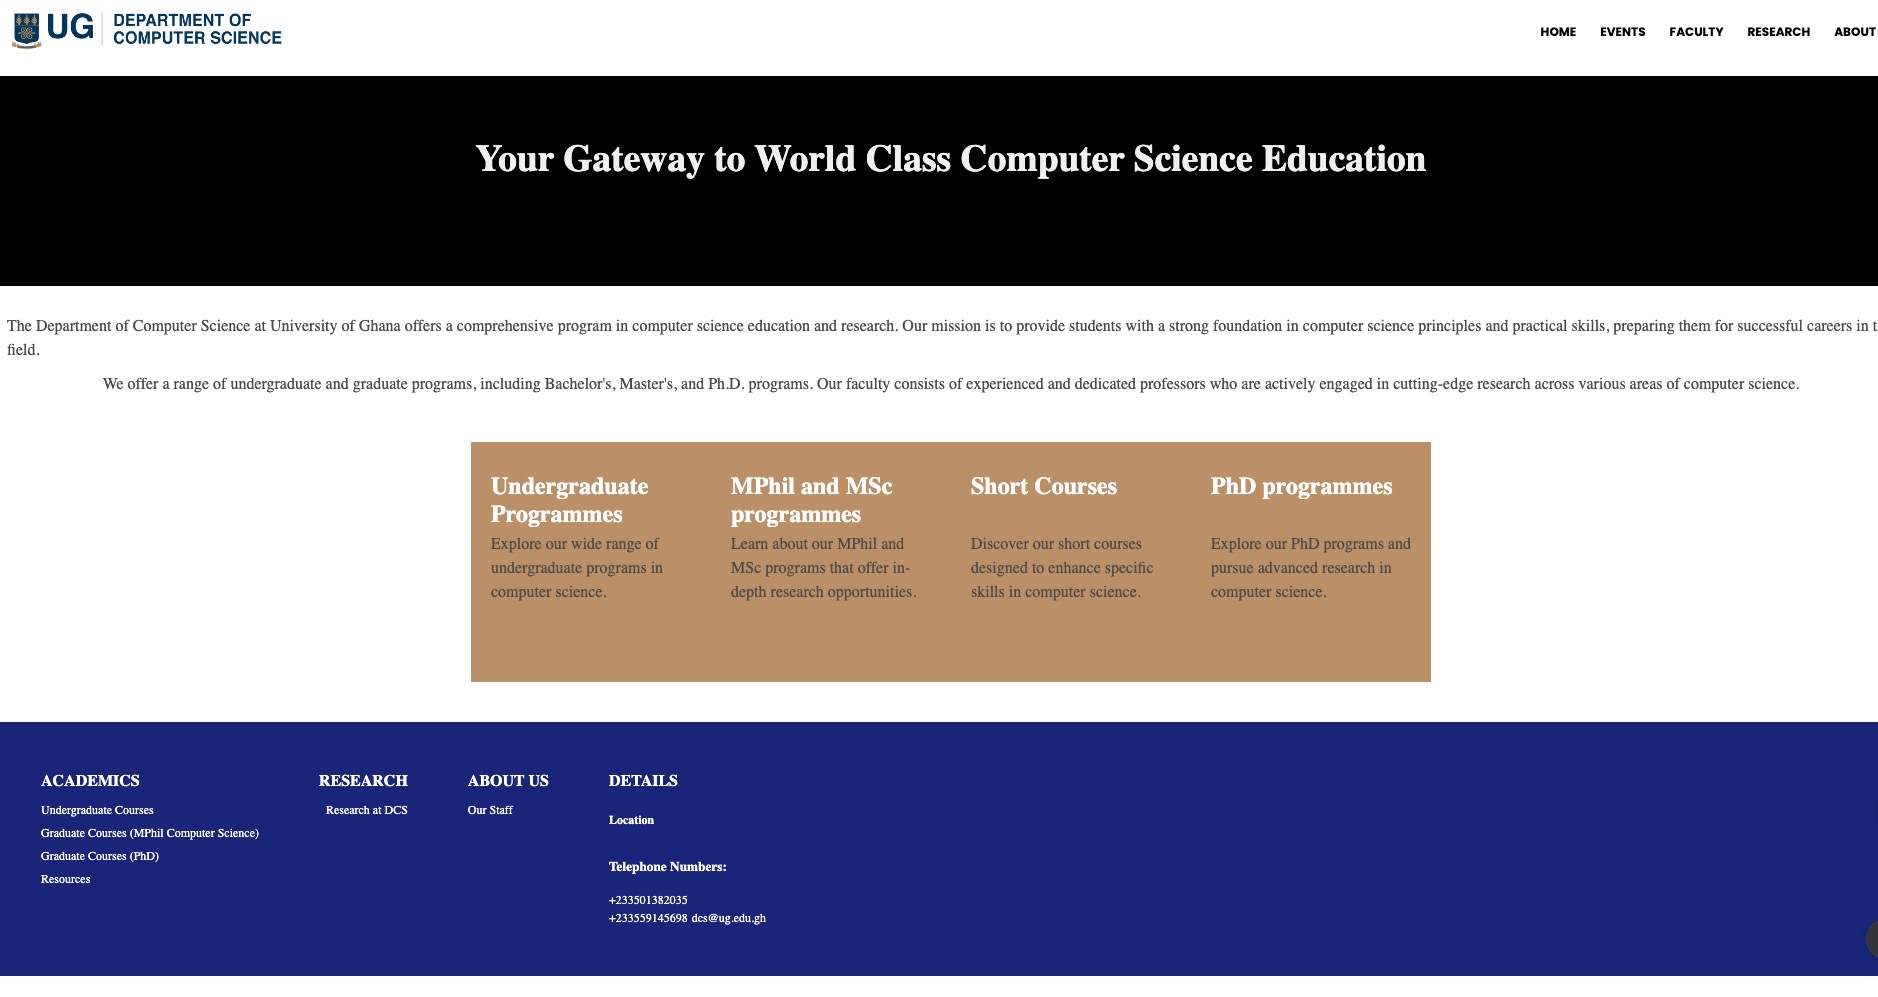 UG DEPARTMENT OF
COMPUTER SCIENCE
HOME EVENTS FACULTY RESEARCH ABOUT
Your Gateway to World Class Computer Science Education
The Department of Computer Science at University of Ghana offers a comprehensive program in computer science education and research. Our mission is to provide students with a strong foundation in computer science principles and practical skills, preparing them for successful careers in
field.
We offer a range of undergraduate and graduate programs, including Bachelor's, Master's, and Ph.D. programs. Our faculty consists of experienced and dedicated professors who are actively engaged in cutting-edge research across various areas of computer science.
Undergraduate
Programmes
Explore our wide range of
undergraduate programs in
computer science.
MPhil and MSc
programmes
Learn about our MPhil and
MSc programs that offer in-
depth research opportunities.
Short Courses
Discover our short courses
designed to enhance specific
skills in computer science.
PhD programmes
Explore our PhD programs and
pursue advanced research in
computer science.
ACADEMICS
Undergraduate Courses
Graduate Courses (MPhil Computer Science)
Graduate Courses (PhD)
Resources
RESEARCH
Research at DCS
ABOUT US
Our Staff
DETAILS
Location
Telephone Numbers:
+233501382035
+233559145698 dcs@ug.edu.gh